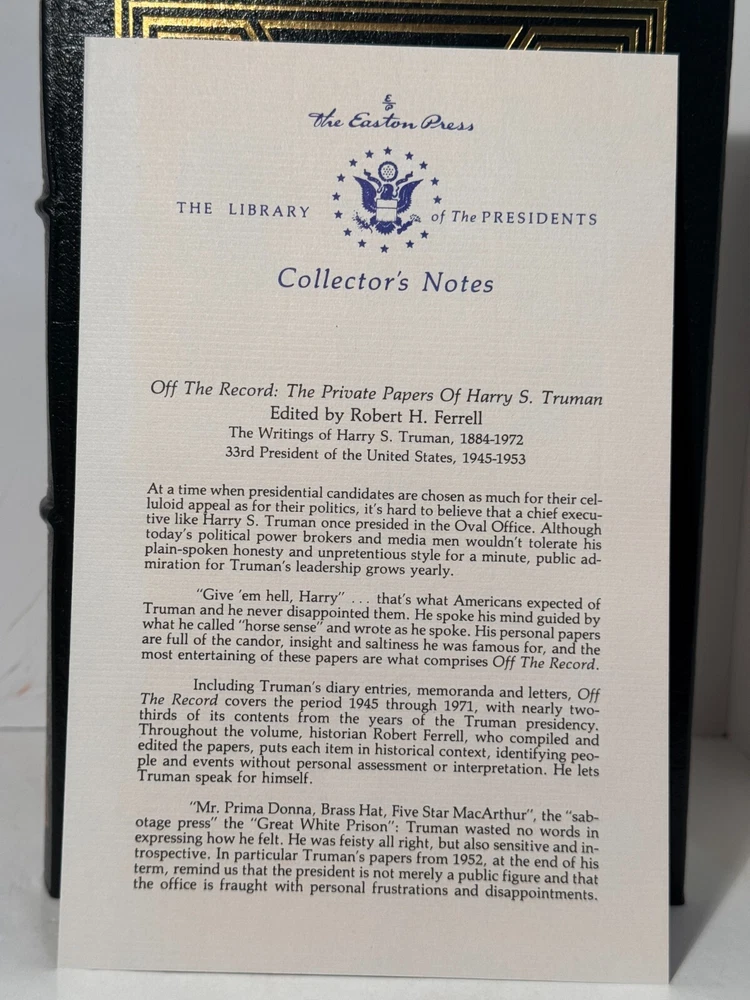 E
P
the Easton Press
THE LIBRARY of The PRESIDENTS
Collector's Notes
Off The Record: The Private Papers Of Harry S. Truman
Edited by Robert H. Ferrell
The Writings of Harry S. Truman, 1884-1972
33rd President of the United States, 1945-1953
At a time when presidential candidates are chosen as much for their cel-
luloid appeal as for their politics, it's hard to believe that a chief execu-
tive like Harry S. Truman once presided in the Oval Office. Although
today's political power brokers and media men wouldn't tolerate his
plain-spoken honesty and unpretentious style for a minute, public ad-
miration for Truman's leadership grows yearly.
"Give 'em hell, Harry" ... that's what Americans expected of
Truman and he never disappointed them. He spoke his mind guided by
what he called "horse sense" and wrote as he spoke. His personal papers
are full of the candor, insight and saltiness he was famous for, and the
most entertaining of these papers are what comprises Off The Record.
Including Truman's diary entries, memoranda and letters, Off
The Record covers the period 1945 through 1971, with nearly two-
thirds of its contents from the years of the Truman presidency.
Throughout the volume, historian Robert Ferrell, who compiled and
edited the papers, puts each item in historical context, identifying peo-
ple and events without personal assessment or interpretation. He lets
Truman speak for himself.
"Mr. Prima Donna, Brass Hat, Five Star MacArthur", the "sab-
otage press" the "Great White Prison": Truman wasted no words in
expressing how he felt. He was feisty all right, but also sensitive and in-
trospective. In particular Truman's papers from 1952, at the end of his
term, remind us that the president is not merely a public figure and that
the office is fraught with personal frustrations and disappointments.